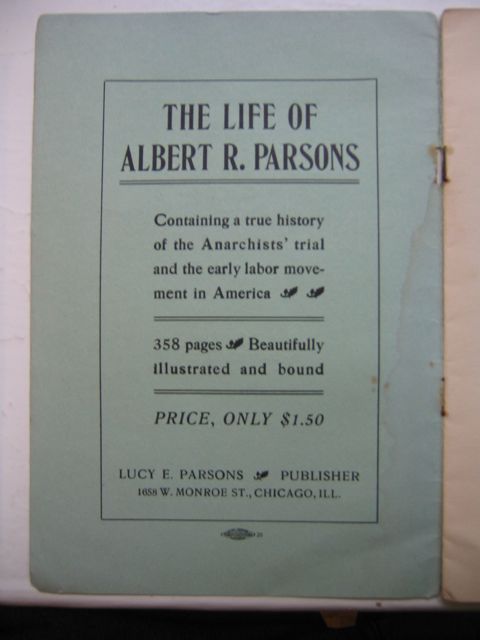 THE LIFE OF
ALBERT R. PARSONS
Containing a true history
of the Anarchists' trial
and the early labor move-
ment in America
358 pages Beautifully
illustrated and bound
PRICE, ONLY $1.50
LUCY E. PARSONS PUBLISHER
1658 W. MONROE ST., CHICAGO, ILL.